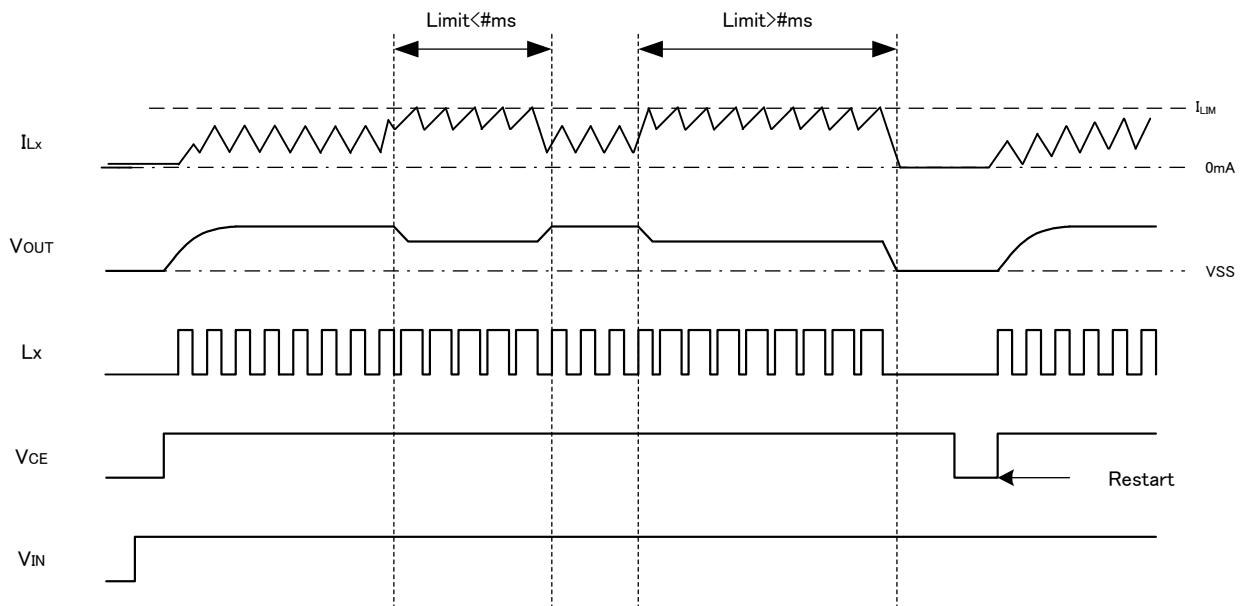 Limit<#ms
Limit>#ms
ILIM
ILx
0mA
VOUT
VSS
Lx
VCE
Restart
VIN